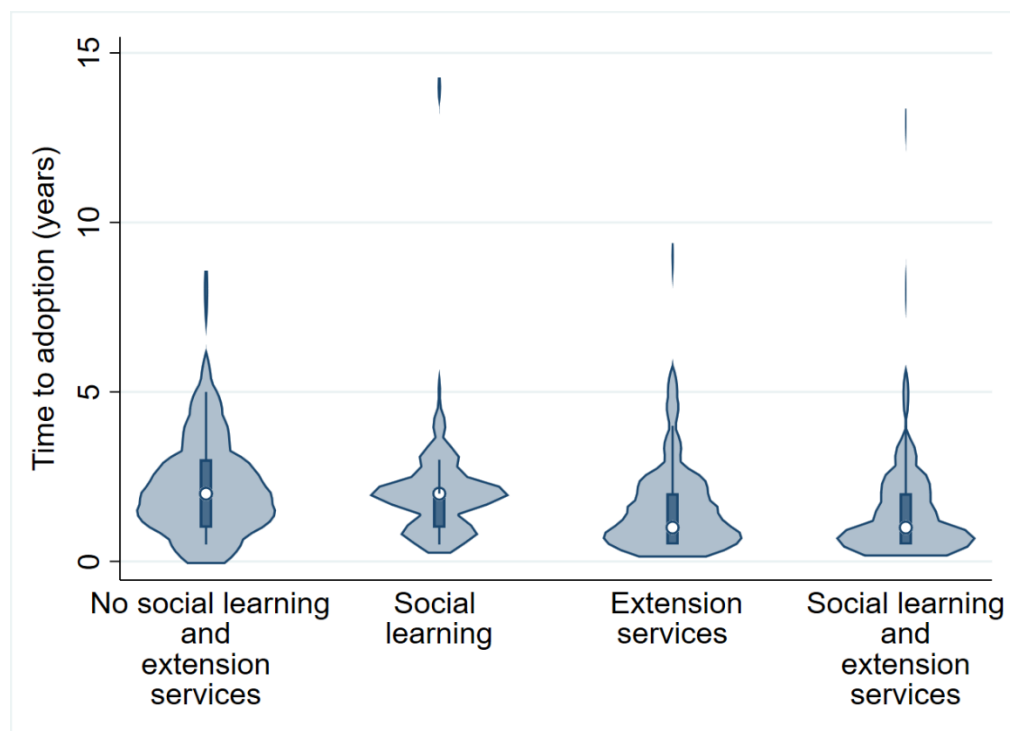 Time to adoption (years)
15
10
5
0
No social learning
and
extension
services
Social
learning
Extension
services
Social learning
and
extension
services